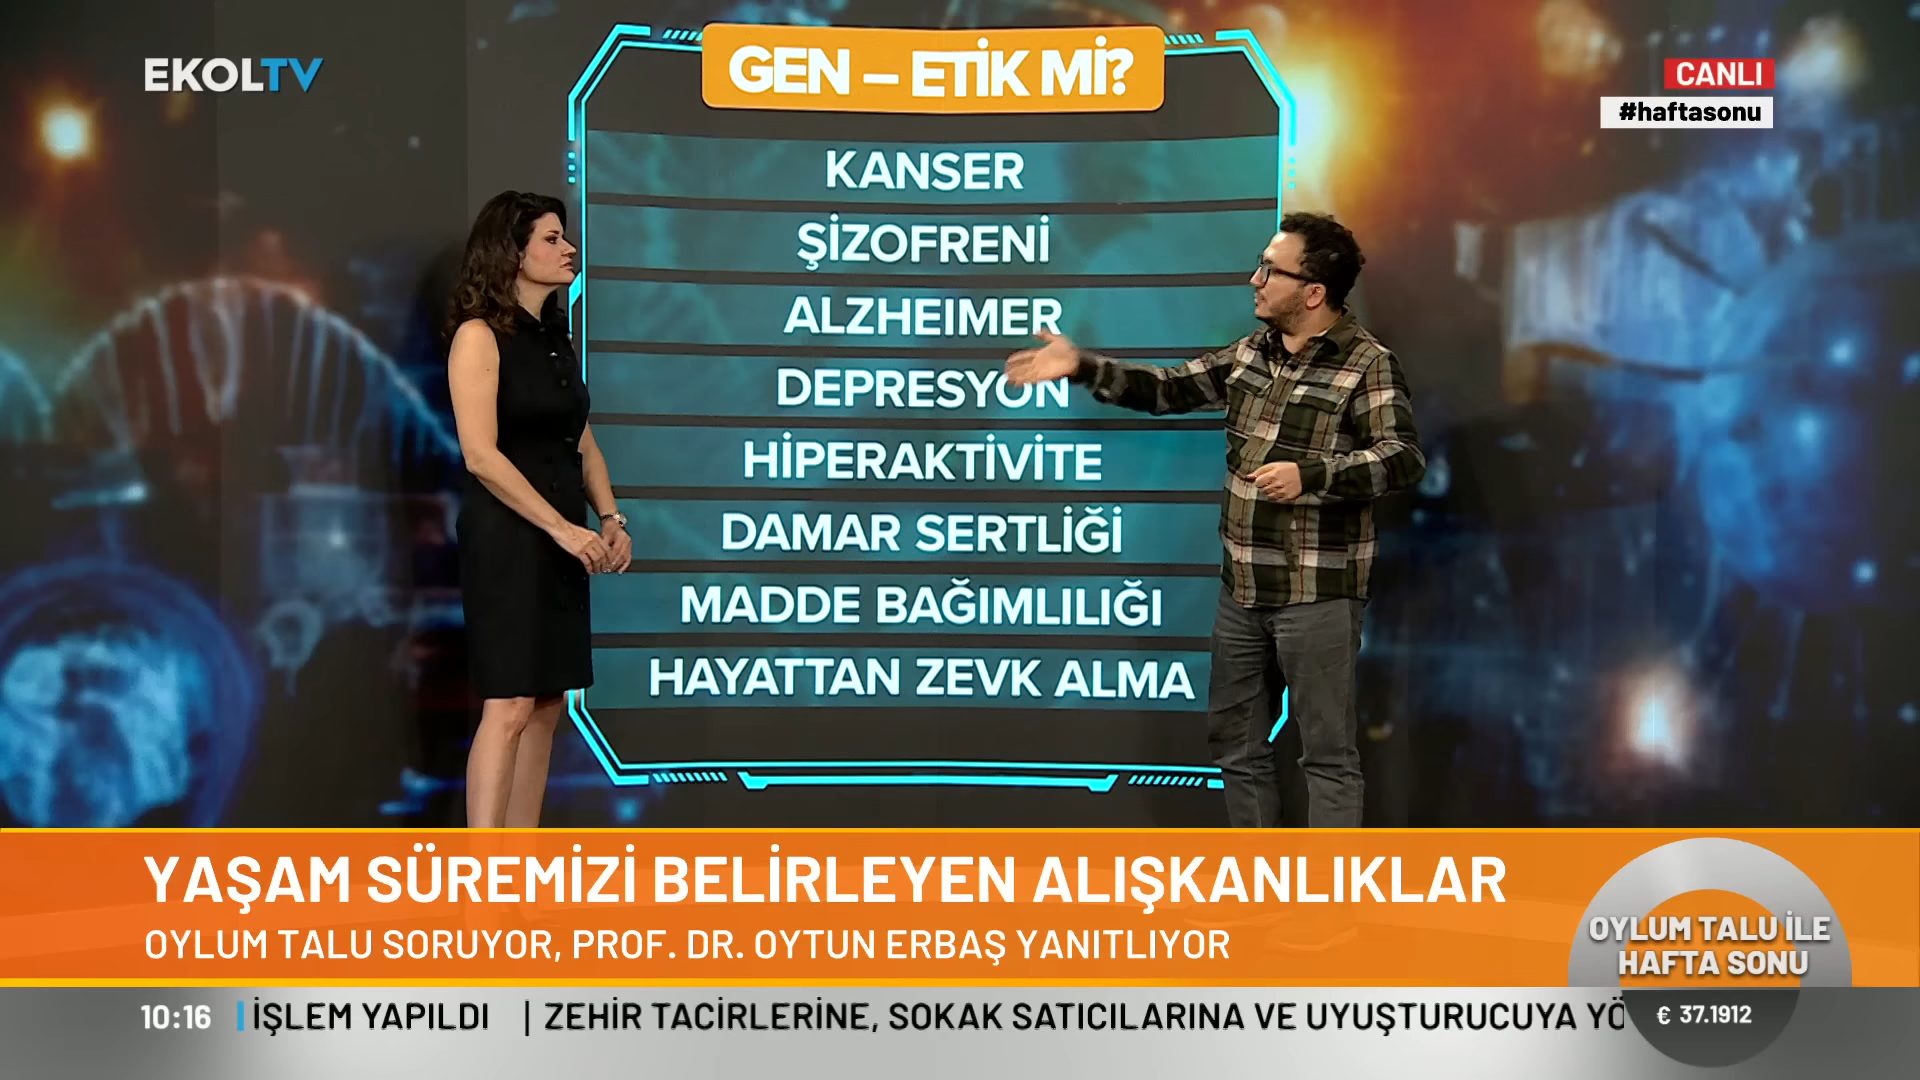 EKOLTV
GEN – ETİK Mİ?
CANLI
#haftasonu
KANSER
ŞİZOFRENİ
ALZHEIMER
DEPRESYON
HİPERAKTİVİTE
DAMAR SERTLİĞİ
MADDE BAĞIMLILIĞI
HAYATTAN ZEVK ALMA
YAŞAM SÜREMİZİ BELİRLEYEN ALIŞKANLIKLAR
OYLUM TALU SORUYOR, PROF. DR. OYTUN ERBAŞ YANITLIYOR
OYLUM TALU İLE
HAFTA SONU
10:16 İŞLEM YAPILDI | ZEHİR TACİRLERİNE, SOKAK SATICILARINA VE UYUŞTURUCUYA YÖ
€ 37.1912